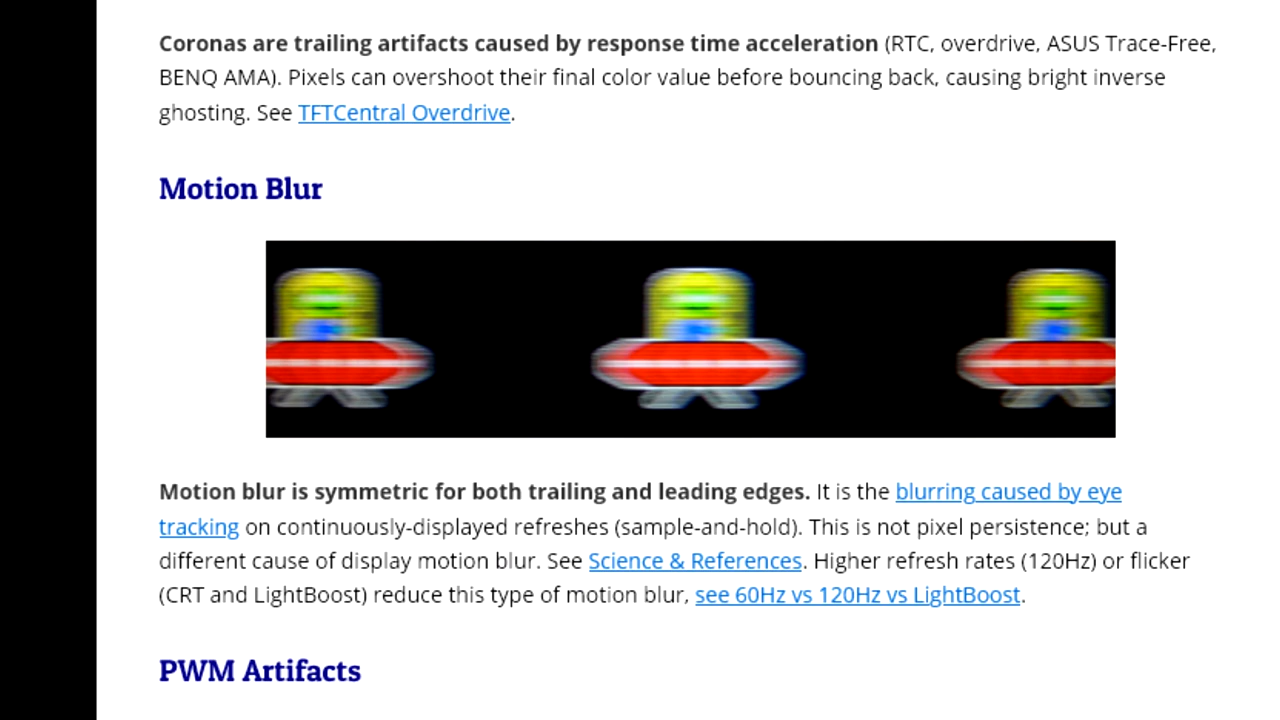 Coronas are trailing artifacts caused by response time acceleration (RTC, overdrive, ASUS Trace-Free,
BENQ AMA). Pixels can overshoot their final color value before bouncing back, causing bright inverse
ghosting. See TFTCentral Overdrive.
Motion Blur
Motion blur is symmetric for both trailing and leading edges. It is the blurring caused by eye
tracking on continuously-displayed refreshes (sample-and-hold). This is not pixel persistence; but a
different cause of display motion blur. See Science & References. Higher refresh rates (120Hz) or flicker
(CRT and LightBoost) reduce this type of motion blur, see 60Hz vs 120Hz vs LightBoost.
PWM Artifacts